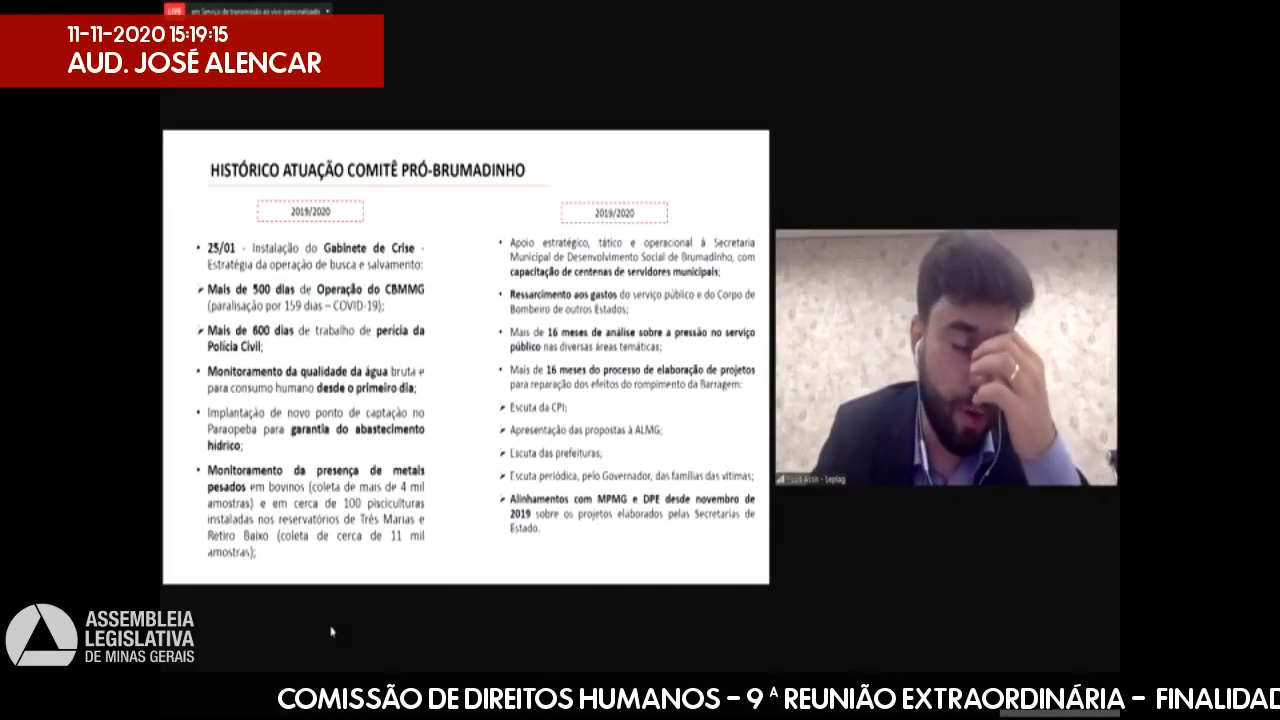 LIVE em Serviço de transmissão ao vivo personalizado
11-11-2020 15:19:15
AUD. JOSÉ ALENCAR
HISTÓRICO ATUAÇÃO COMITÊ PRÓ-BRUMADINHO
2019/2020
• 25/01 - Instalação do Gabinete de Crise -
Estratégia da operação de busca e salvamento:
➢ Mais de 500 dias de Operação do CBMMG
(paralisação por 159 dias – COVID-19);
➢ Mais de 600 dias de trabalho de perícia da
Polícia Civil;
• Monitoramento da qualidade da água bruta e
para consumo humano desde o primeiro dia;
• Implantação de novo ponto de captação no
Paraopeba para garantia do abastecimento
hídrico;
• Monitoramento da presença de metais
pesados em bovinos (coleta de mais de 4 mil
amostras) e em cerca de 100 pisciculturas
instaladas nos reservatórios de Três Marias e
Retiro Baixo (coleta de cerca de 11 mil
amostras);
2019/2020
• Apoio estratégico, tático e operacional à Secretaria
Municipal de Desenvolvimento Social de Brumadinho, com
capacitação de centenas de servidores municipais;
• Ressarcimento aos gastos do serviço público e do Corpo de
Bombeiro de outros Estados;
• Mais de 16 meses de análise sobre a pressão no serviço
público nas diversas áreas temáticas;
• Mais de 16 meses do processo de elaboração de projetos
para reparação dos efeitos do rompimento da Barragem:
➢ Escuta da CPI;
➢ Apresentação das propostas à ALMG;
➢ Escuta das prefeituras;
➢ Escuta periódica, pelo Governador, das famílias das vítimas;
➢ Alinhamentos com MPMG e DPE desde novembro de
2019 sobre os projetos elaborados pelas Secretarias de
Estado.
- Seplag
ASSEMBLEIA
LEGISLATIVA
DE MINAS GERAIS
COMISSÃO DE DIREITOS HUMANOS – 9ª REUNIÃO EXTRAORDINÁRIA – FINALIDAD